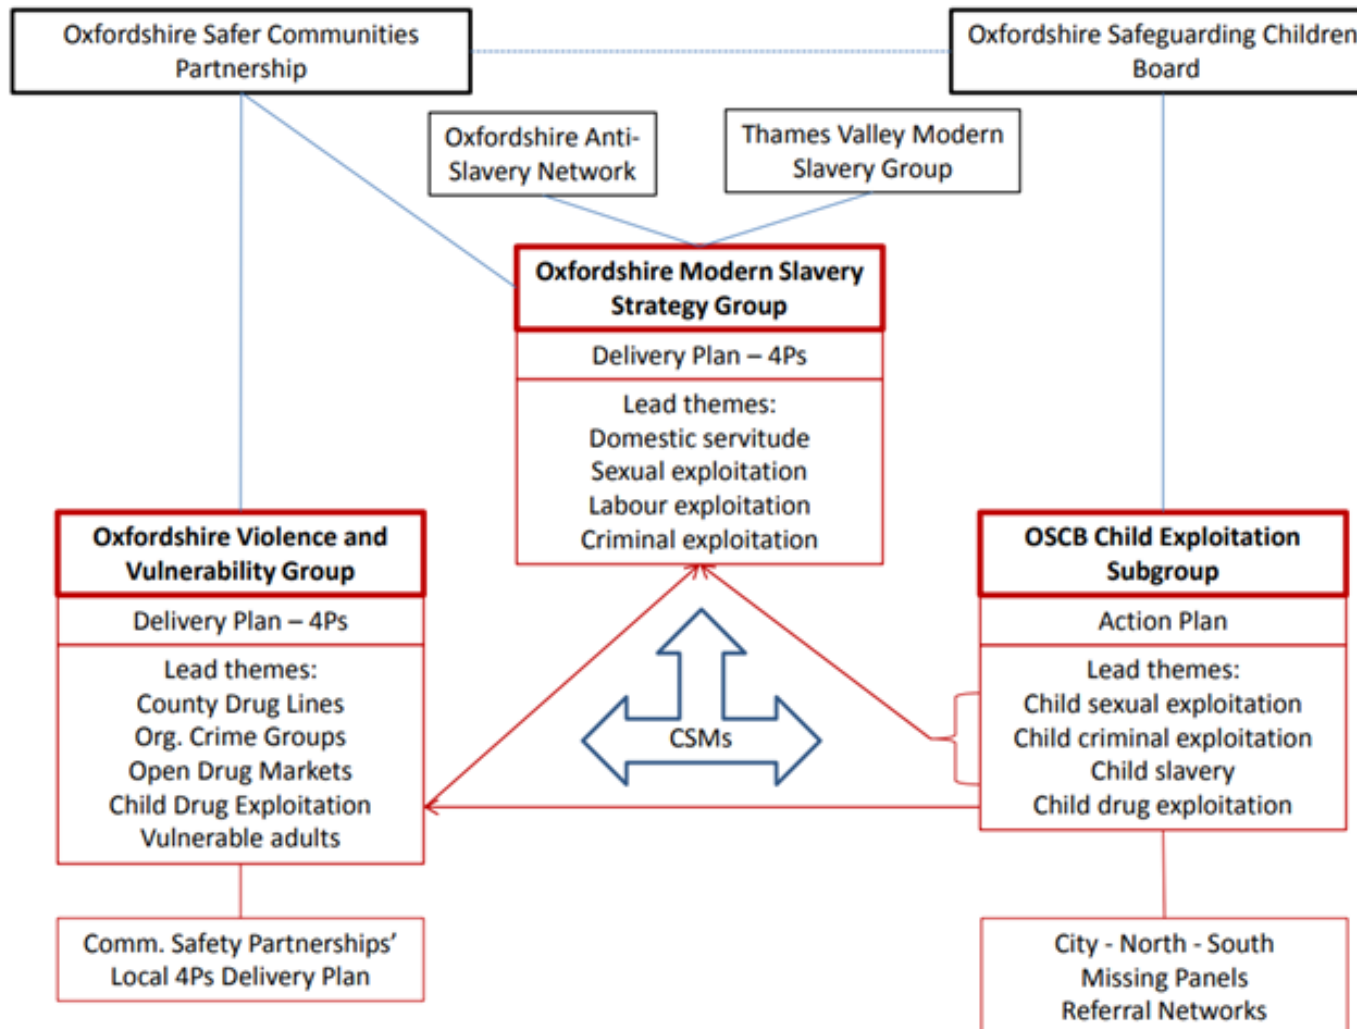 Oxfordshire Safer Communities
Partnership
Oxfordshire Safeguarding Children
Board
Oxfordshire Anti-
Slavery Network
Thames Valley Modern
Slavery Group
Oxfordshire Modern Slavery
Strategy Group
Delivery Plan – 4Ps
Lead themes:
Domestic servitude
Sexual exploitation
Labour exploitation
Criminal exploitation
Oxfordshire Violence and
Vulnerability Group
Delivery Plan – 4Ps
Lead themes:
County Drug Lines
Org. Crime Groups
Open Drug Markets
Child Drug Exploitation
Vulnerable adults
Comm. Safety Partnerships’
Local 4Ps Delivery Plan
CSMs
OSCB Child Exploitation
Subgroup
Action Plan
Lead themes:
Child sexual exploitation
Child criminal exploitation
Child slavery
Child drug exploitation
City - North - South
Missing Panels
Referral Networks